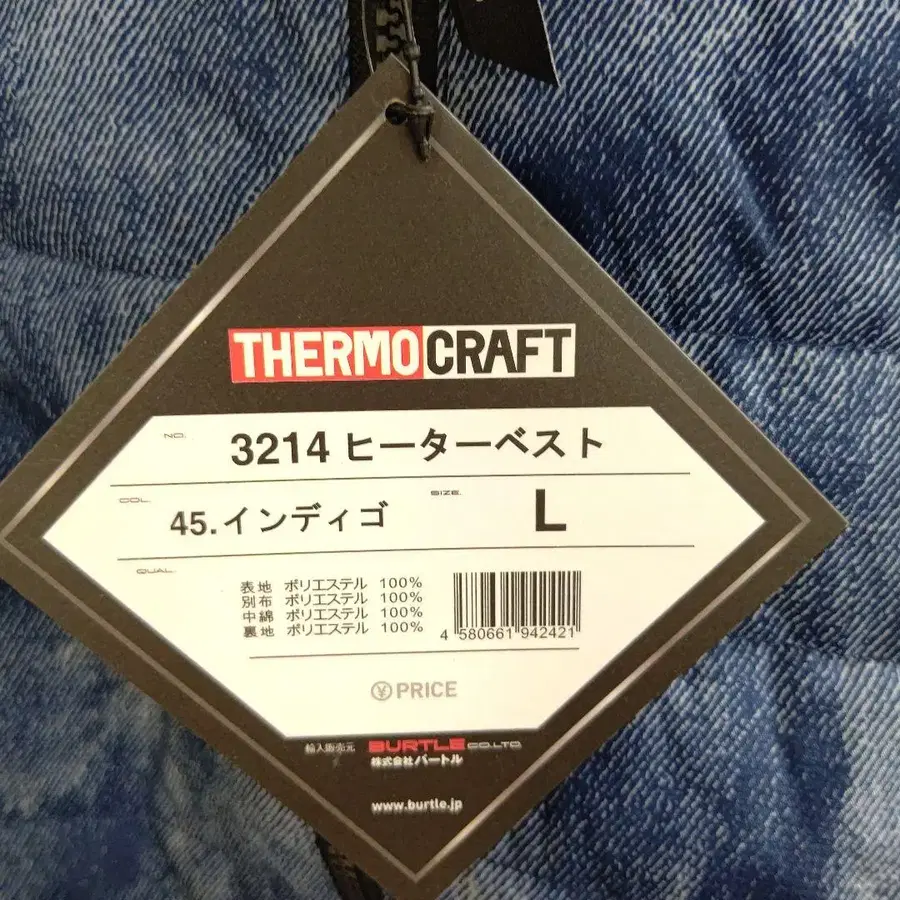 THERMOCRAFT
NO. 3214 ヒーターベスト
COL. 45.インディゴ SIZE. L
QUAL.
表地 ポリエステル 100%
別布 ポリエステル 100%
中綿 ポリエステル 100%
裏地 ポリエステル 100%
4 580661 942421
¥ PRICE
輸入販売元 BURTLE CO.LTD.
株式会社バートル
www.burtle.jp